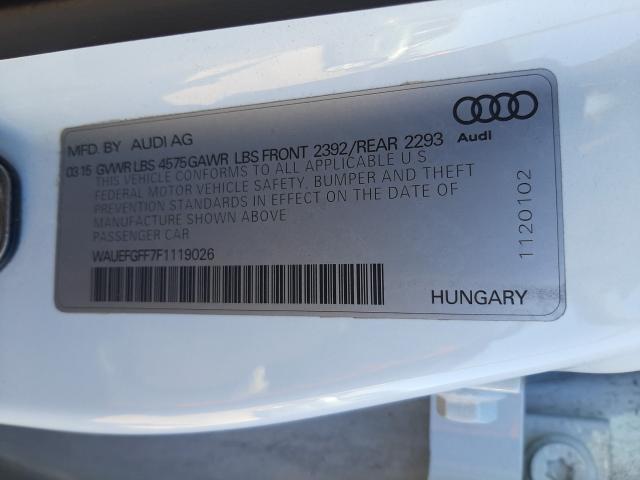 MFD. BY AUDI AG
Audi
03 15 GVWR LBS 4575 GAWR LBS FRONT 2392/REAR 2293
THIS VEHICLE CONFORMS TO ALL APPLICABLE U S
FEDERAL MOTOR VEHICLE SAFETY, BUMPER AND THEFT
PREVENTION STANDARDS IN EFFECT ON THE DATE OF
MANUFACTURE SHOWN ABOVE
PASSENGER CAR
WAUEFGFF7F1119026
HUNGARY
1120102